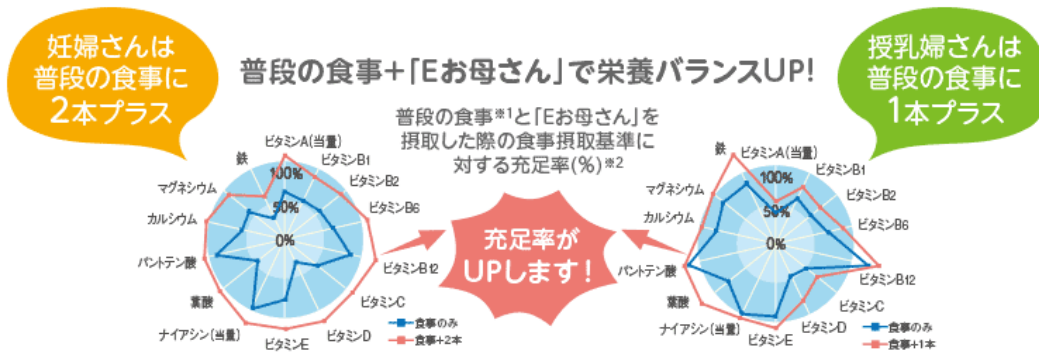 妊婦さんは
普段の食事に
2本プラス
普段の食事+「Eお母さん」で栄養バランスUP!
授乳婦さんは
普段の食事に
1本プラス
普段の食事※1と「Eお母さん」を
摂取した際の食事摂取基準に
対する充足率(%)※2
充足率が
UPします!
ビタミンA(当量)
ビタミンB1
ビタミンB2
ビタミンB6
ビタミンB12
ビタミンC
ビタミンD
ビタミンE
ナイアシン(当量)
葉酸
パントテン酸
カルシウム
マグネシウム
鉄
100%
50%
0%
食事のみ
食事+2本
ビタミンA(当量)
ビタミンB1
ビタミンB2
ビタミンB6
ビタミンB12
ビタミンC
ビタミンD
ビタミンE
ナイアシン(当量)
葉酸
パントテン酸
カルシウム
マグネシウム
鉄
100%
50%
0%
食事のみ
食事+1本